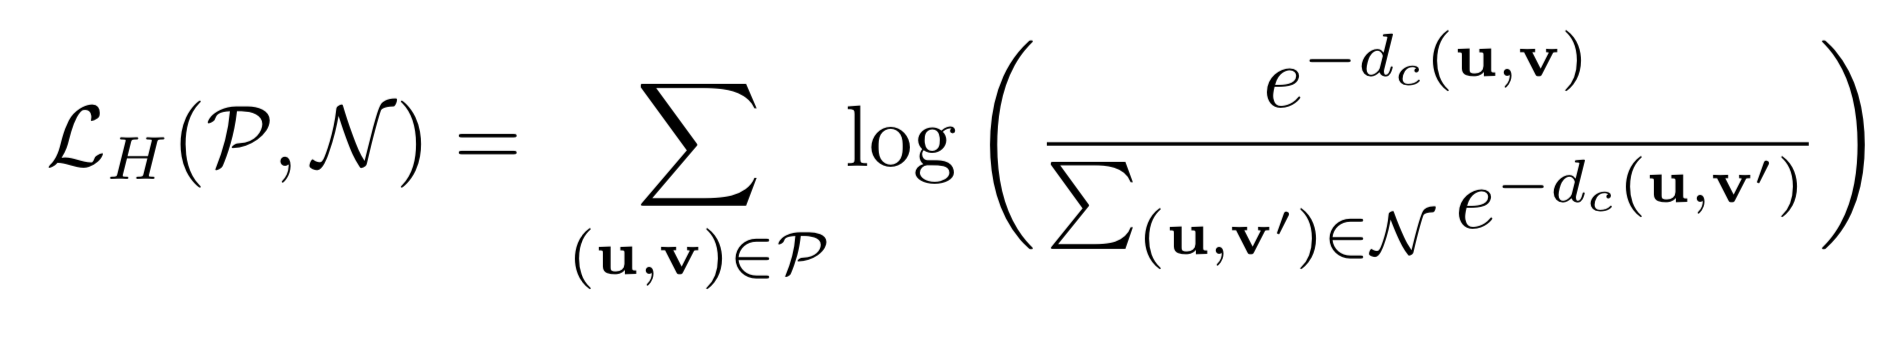 \mathcal{L}_H(\mathcal{P}, \mathcal{N}) = \sum_{(\mathbf{u},\mathbf{v})\in\mathcal{P}} \log \left( \frac{e^{-d_c(\mathbf{u},\mathbf{v})}}{\sum_{(\mathbf{u},\mathbf{v}')\in\mathcal{N}} e^{-d_c(\mathbf{u},\mathbf{v}')}} \right)